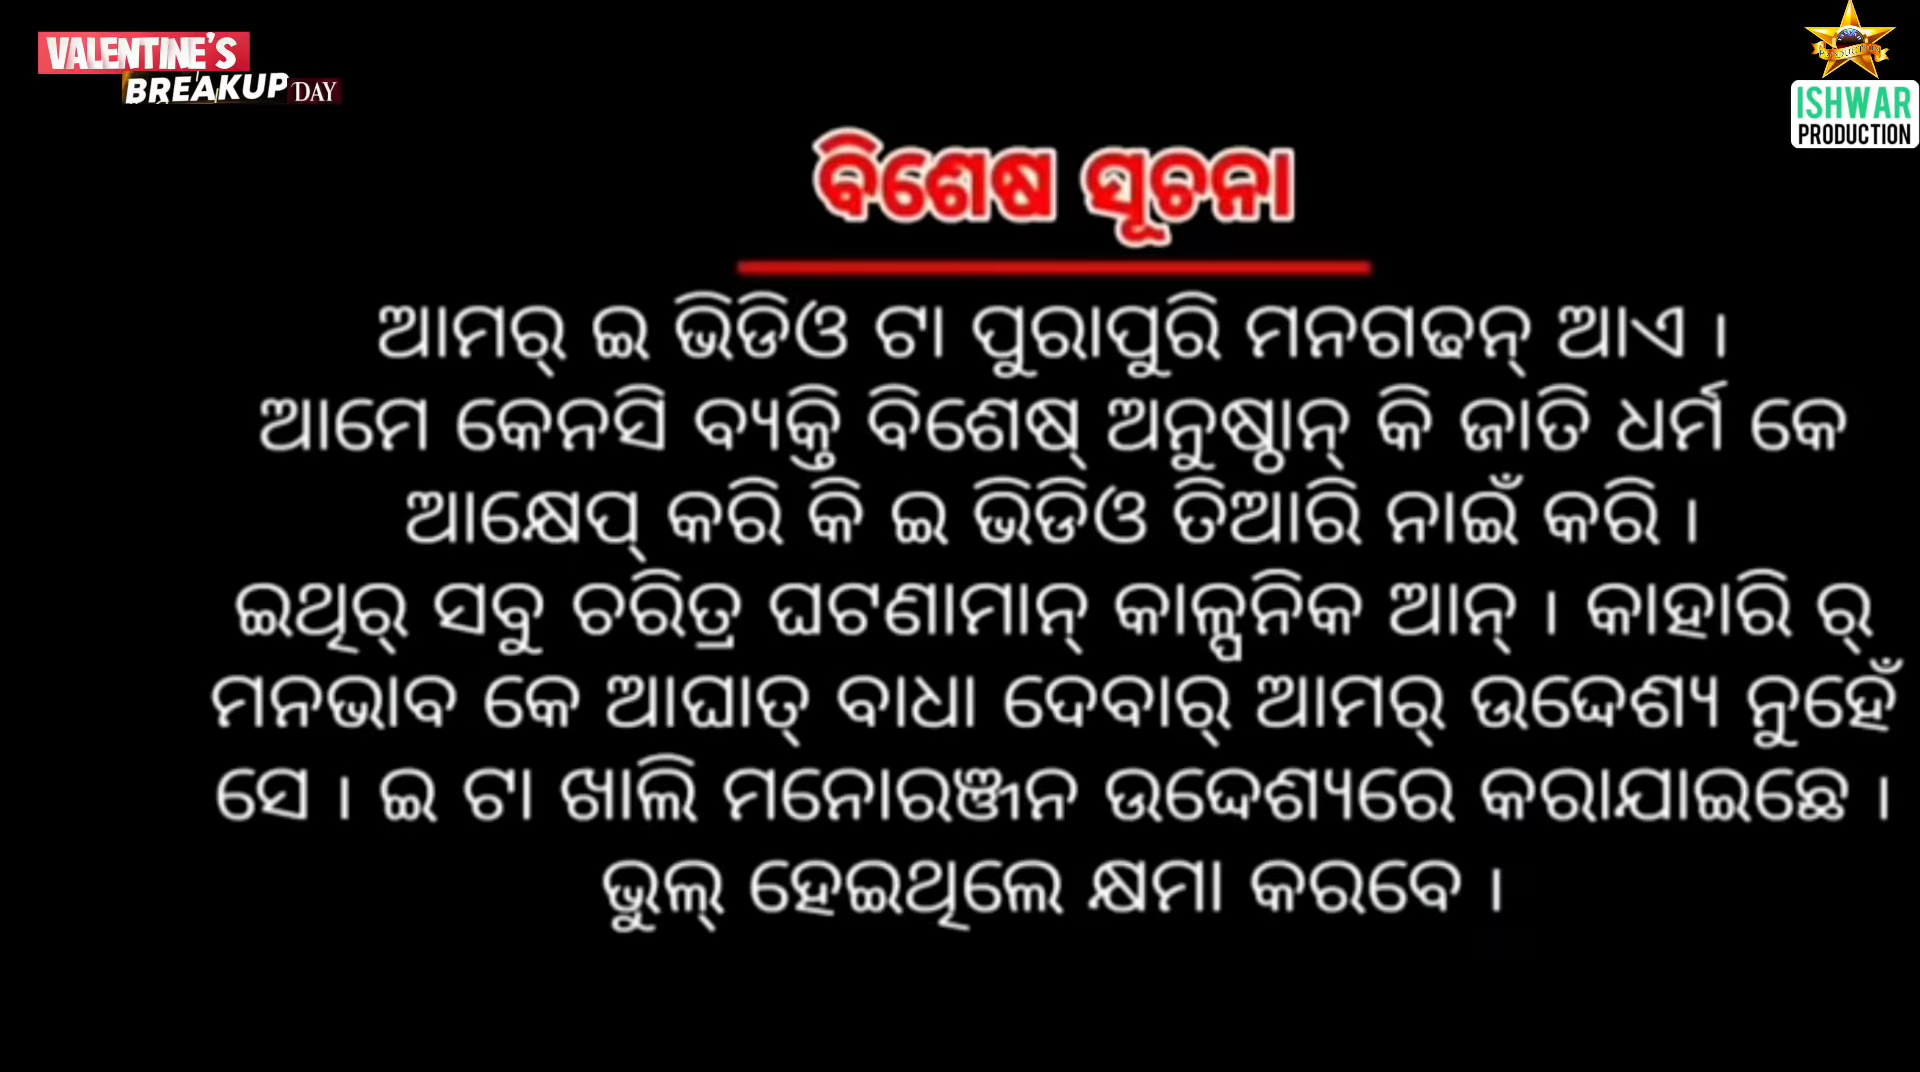 VALENTINE'S
BREAKUP DAY
ISHWAR
PRODUCTION
ବିଶେଷ ସୂଚନା
ଆମର୍ ଇ ଭିଡିଓ ଟା ପୁରାପୁରି ମନଗଢନ୍ ଆଏ ।
ଆମେ କେନସି ବ୍ୟକ୍ତି ବିଶେଷ୍ ଅନୁଷ୍ଠାନ୍ କି ଜାତି ଧର୍ମ କେ
ଆକ୍ଷେପ୍ କରି କି ଇ ଭିଡିଓ ତିଆରି ନାଇଁ କରି ।
ଇଥିର୍ ସବୁ ଚରିତ୍ର ଘଟଣାମାନ୍ କାଳ୍ପନିକ ଆନ୍ । କାହାରି ର୍
ମନଭାବ କେ ଆଘାତ୍ ବାଧା ଦେବାର୍ ଆମର୍ ଉଦ୍ଦେଶ୍ୟ ନୁହେଁ
ସେ । ଇ ଟା ଖାଲି ମନୋରଞ୍ଜନ ଉଦ୍ଦେଶ୍ୟରେ କରାଯାଇଛେ ।
ଭୁଲ୍ ହେଇଥିଲେ କ୍ଷମା କରବେ ।